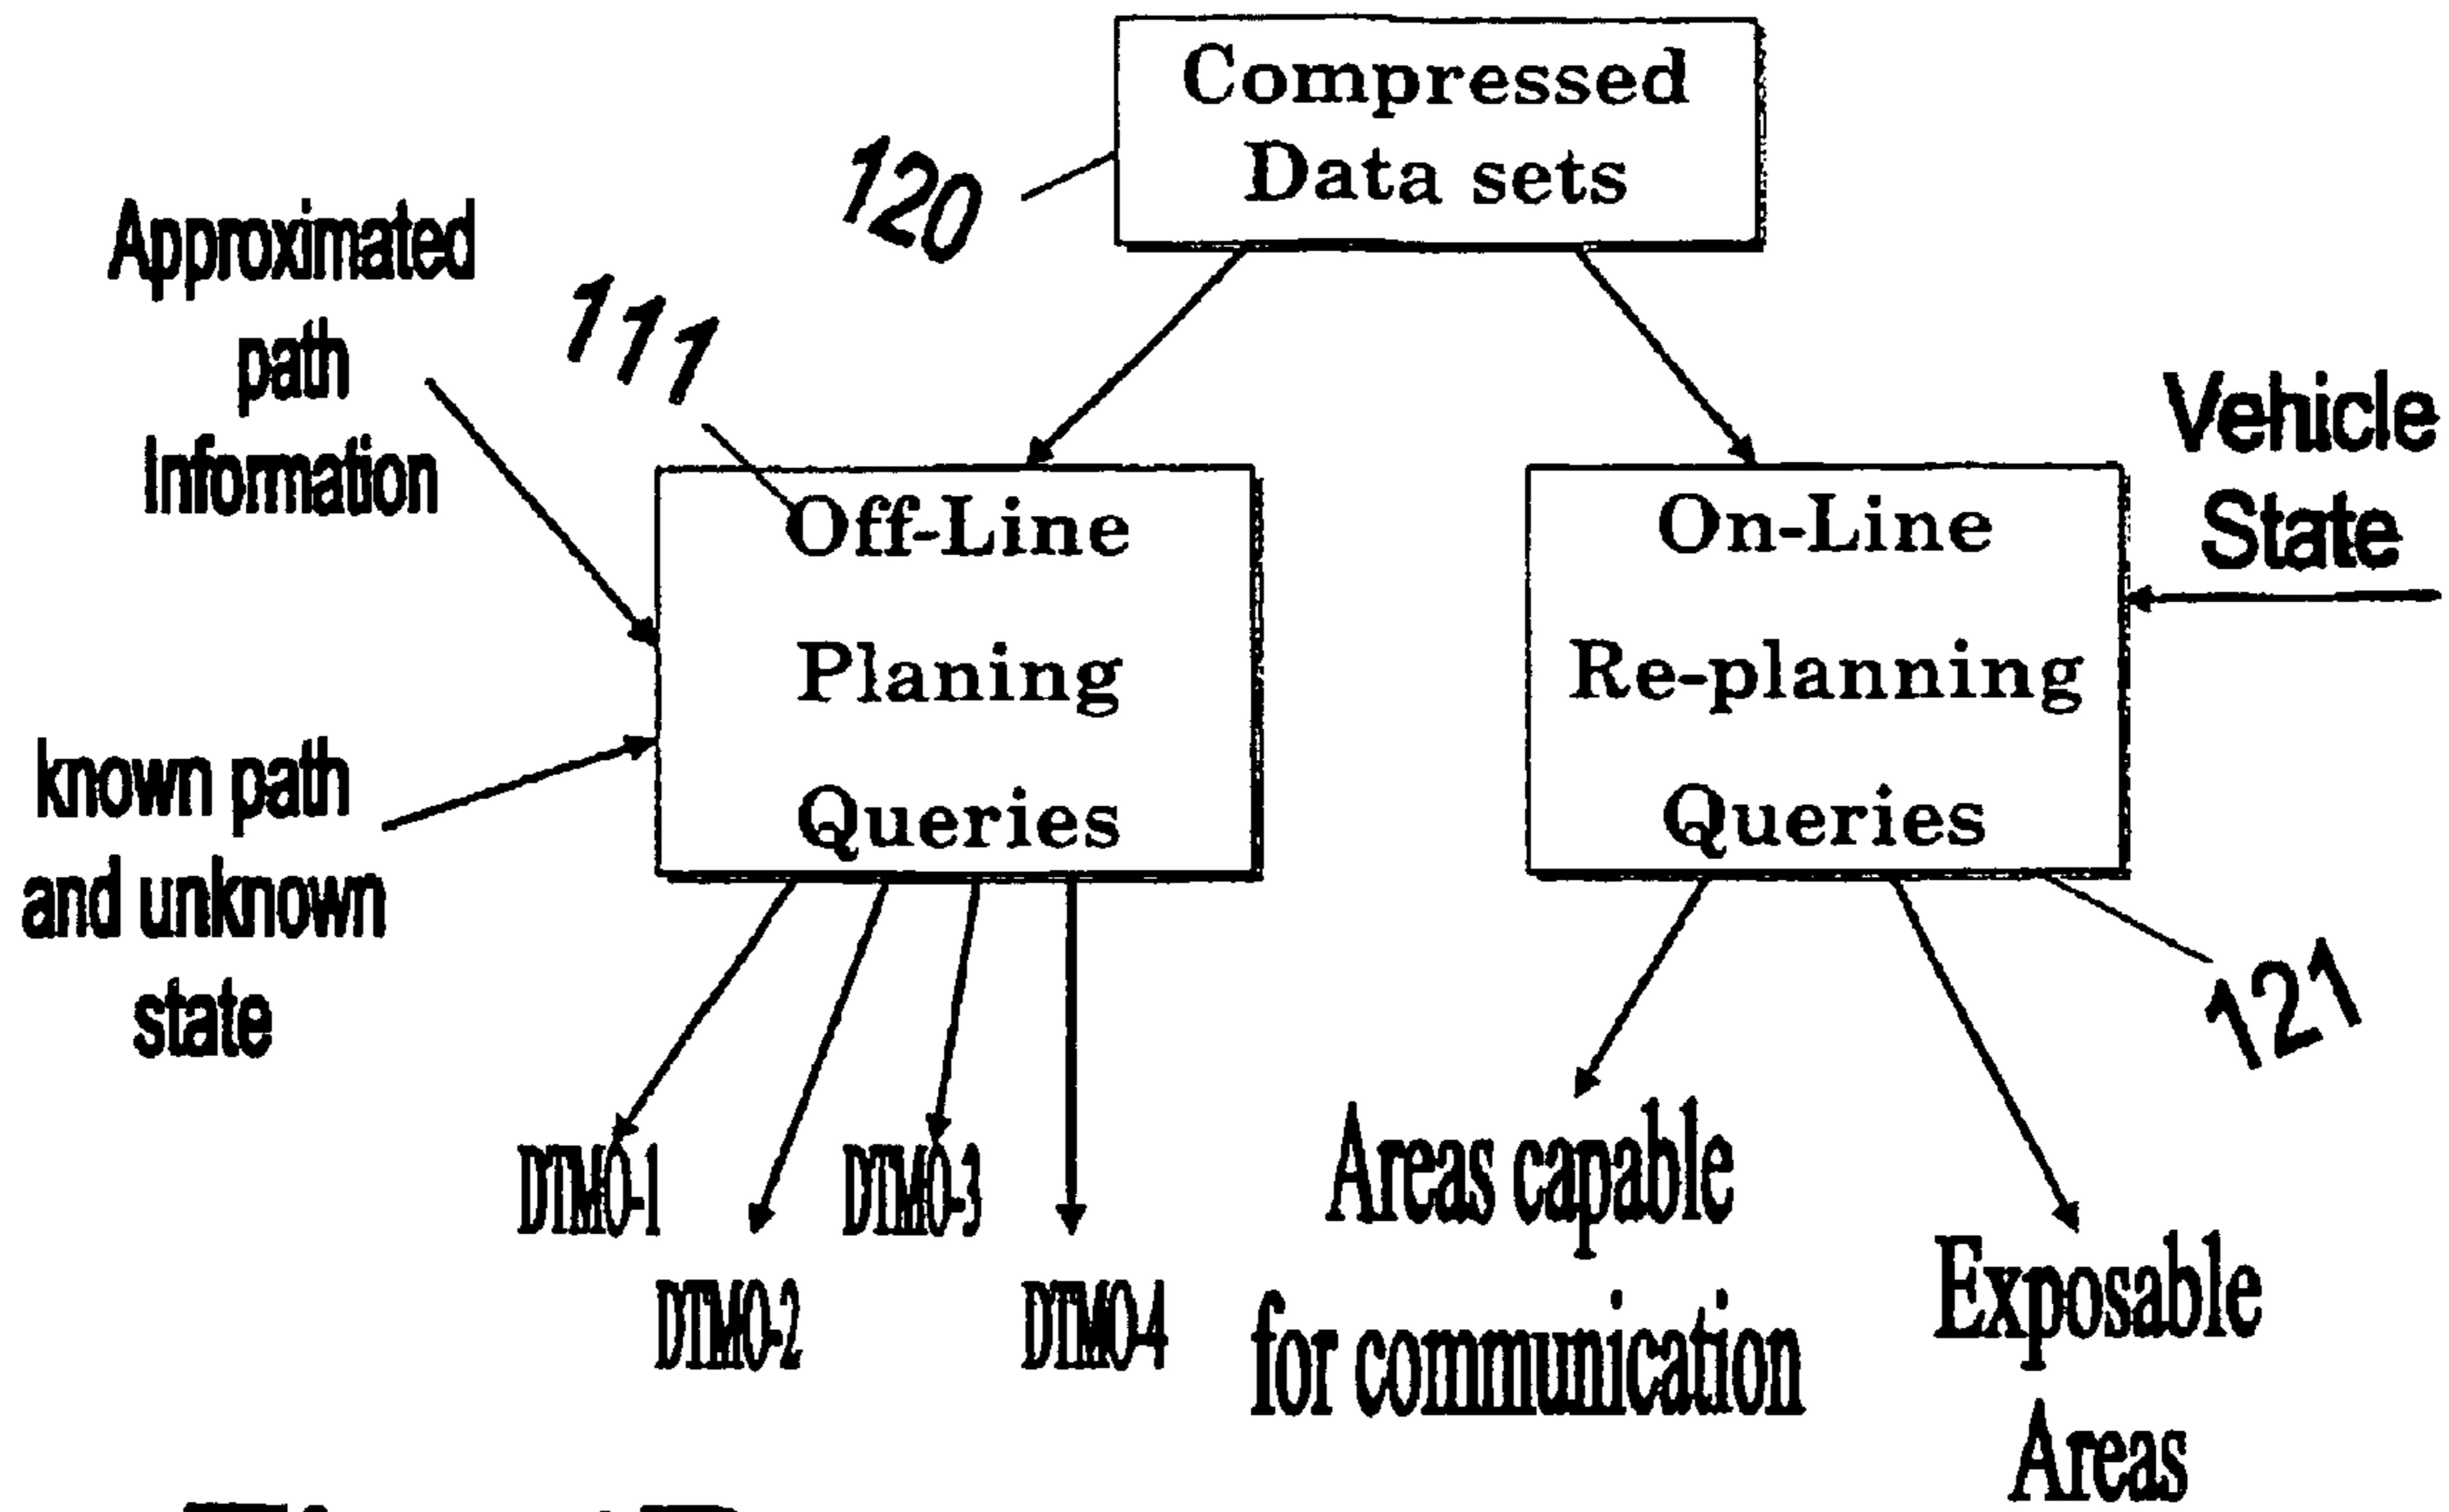 Compressed
Data sets
120
Approximated
path
Information
111
Vehicle
State
Off-Line
Planing
Queries
On-Line
Re-planning
Queries
known path
and unknown
state
121
DTMO-1
DTMO-3
DTMO-2
DTMO-4
Areas capable
for communication
Exposable
Areas